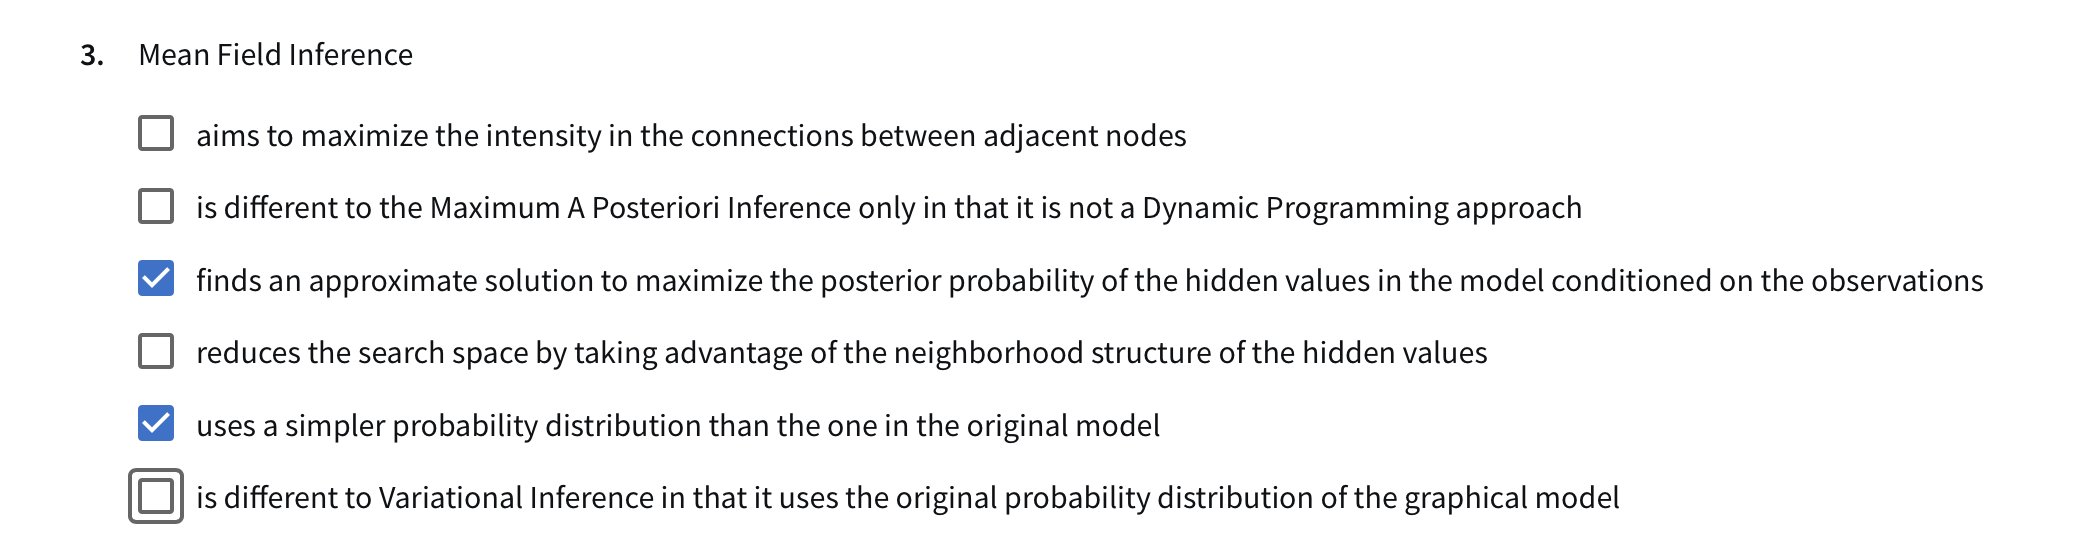 3. Mean Field Inference
aims to maximize the intensity in the connections between adjacent nodes
is different to the Maximum A Posteriori Inference only in that it is not a Dynamic Programming approach
finds an approximate solution to maximize the posterior probability of the hidden values in the model conditioned on the observations
reduces the search space by taking advantage of the neighborhood structure of the hidden values
uses a simpler probability distribution than the one in the original model
is different to Variational Inference in that it uses the original probability distribution of the graphical model